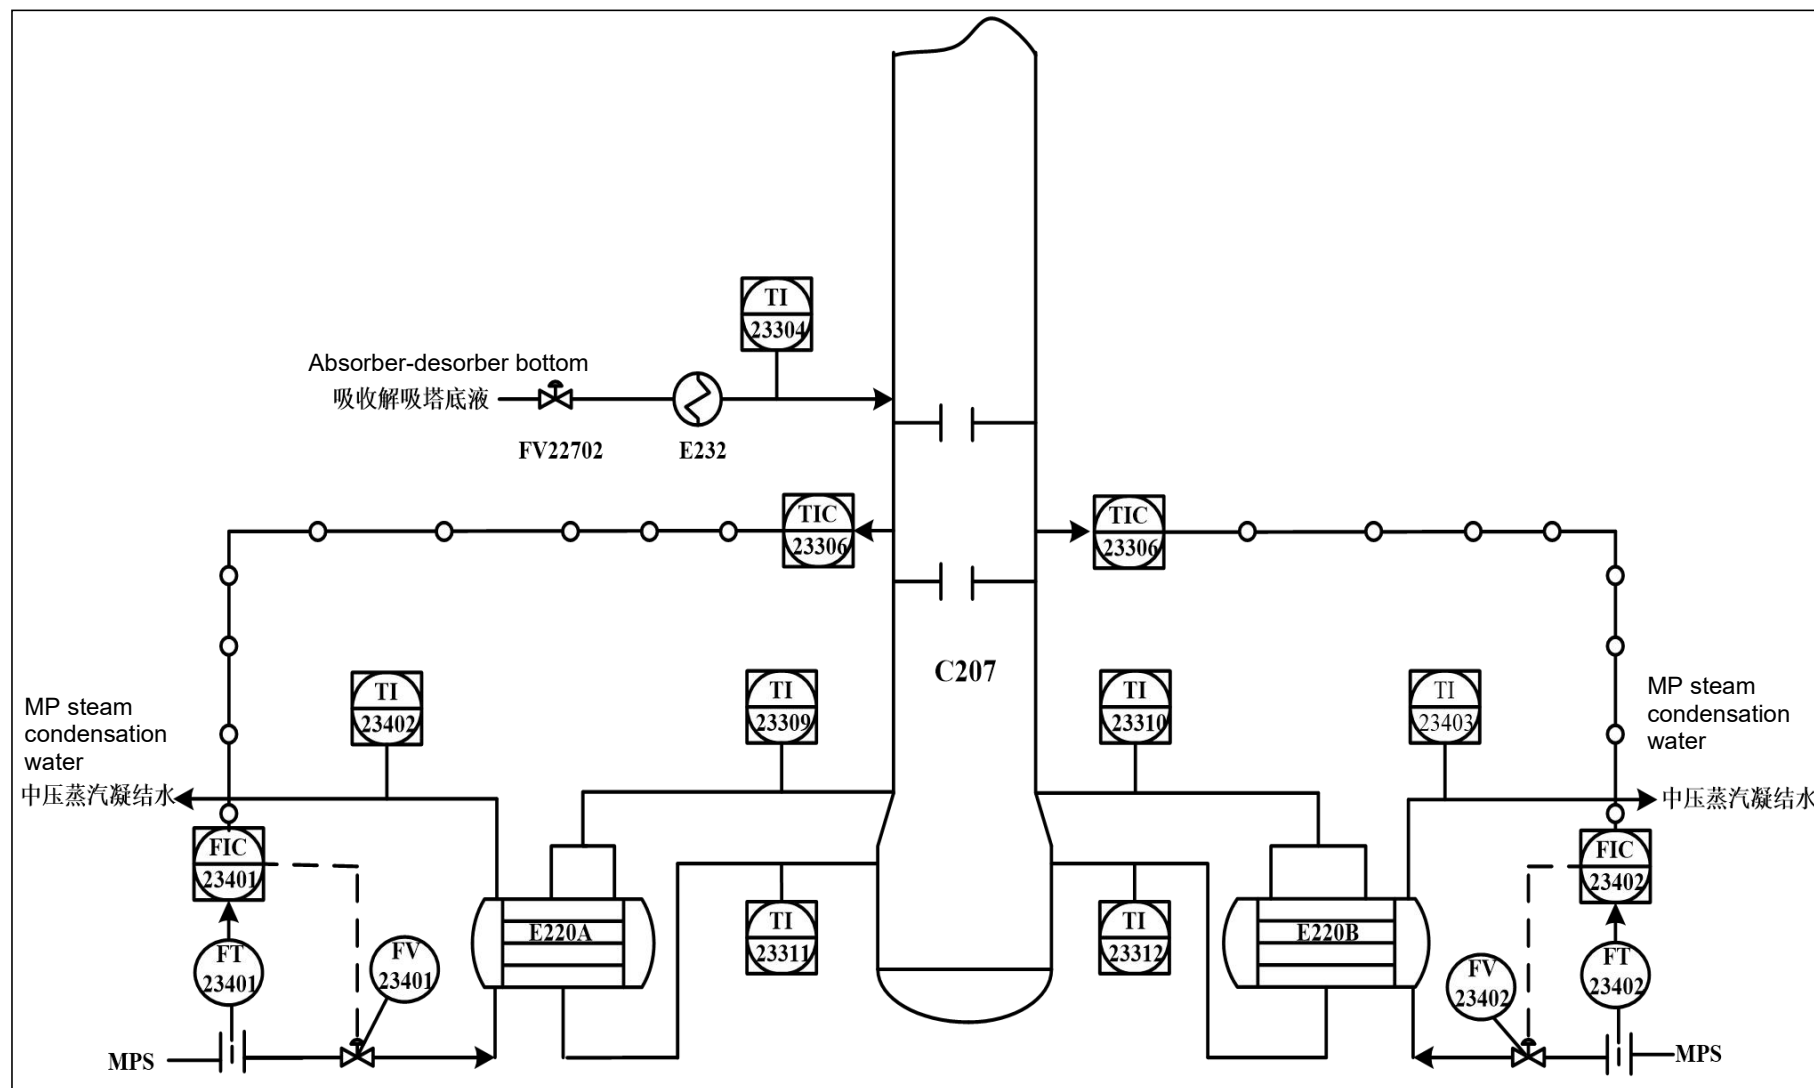 TI
23304
Absorber-desorber bottom
吸收解吸塔底液
FV22702
E232
TIC
23306
TIC
23306
C207
MP steam
condensation
water
中压蒸汽凝结水
TI
23402
TI
23309
TI
23310
TI
23403
MP steam
condensation
water
中压蒸汽凝结水
FIC
23401
FIC
23402
E220A
TI
23311
TI
23312
E220B
FT
23401
FV
23401
FV
23402
FT
23402
MPS
MPS